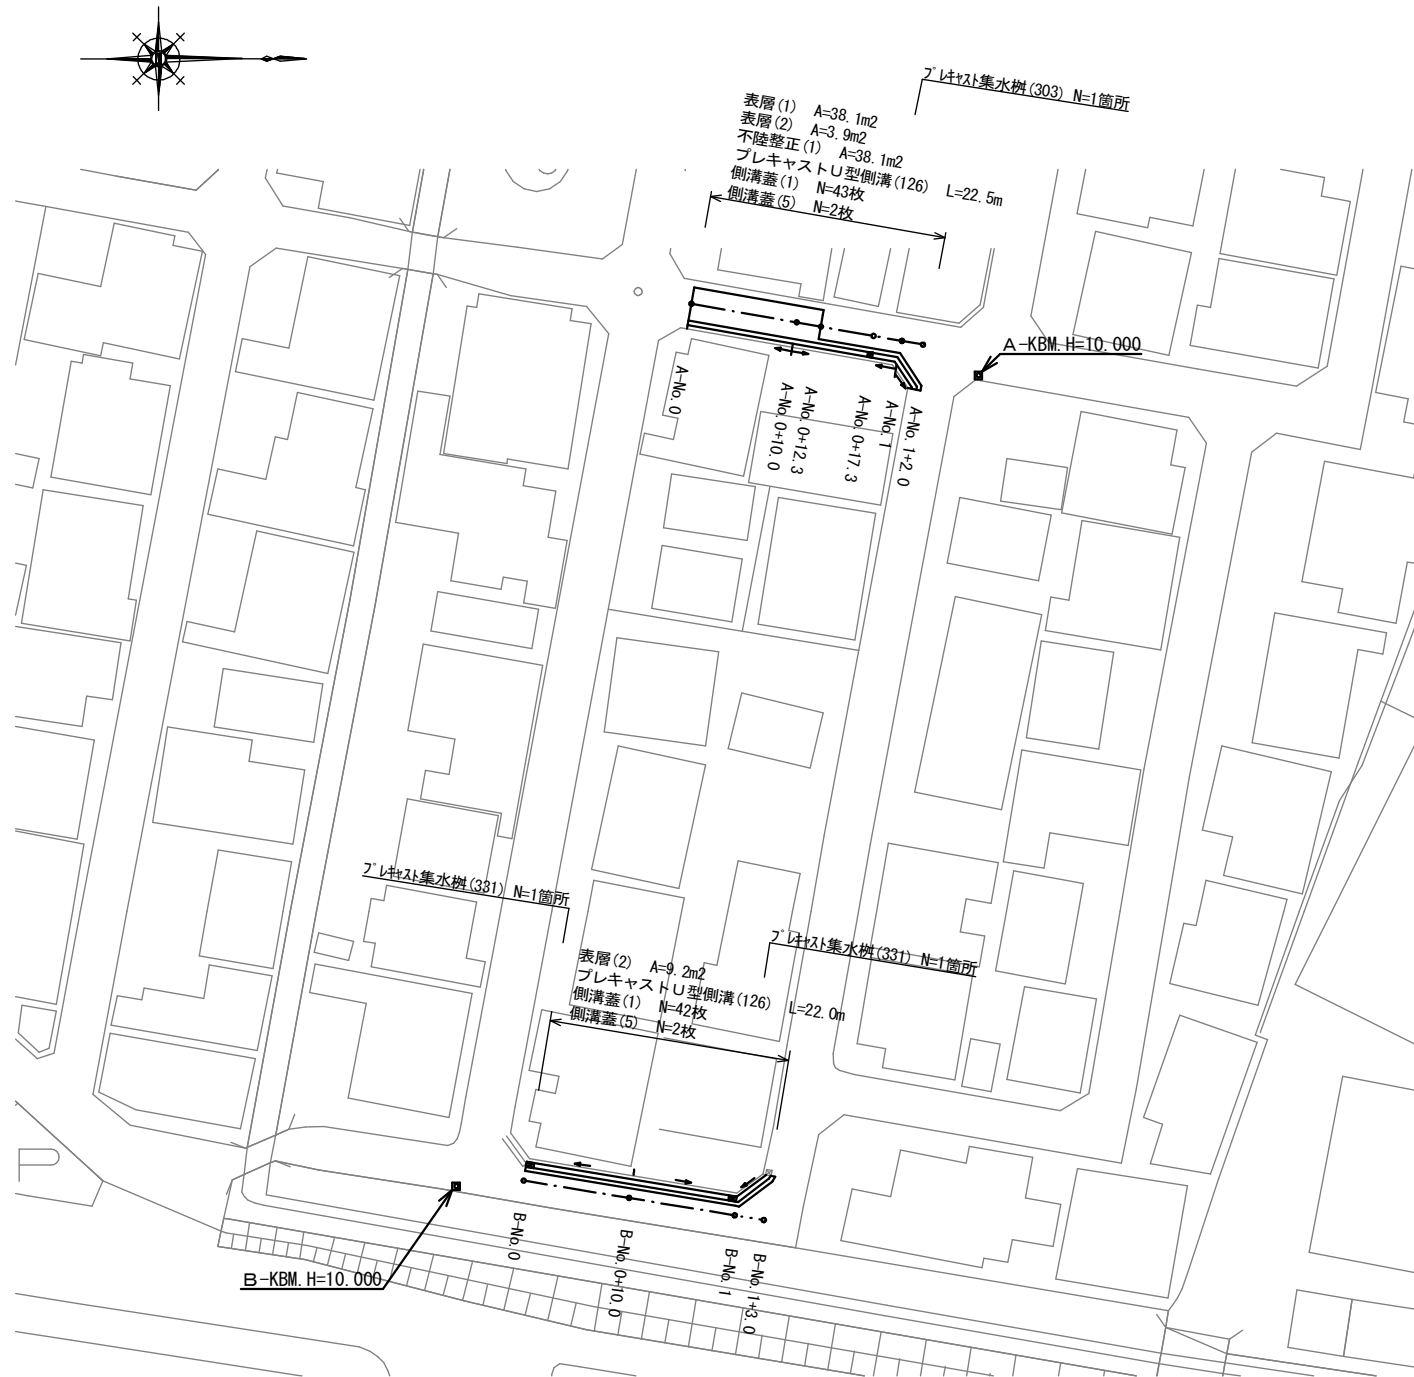 プレキャスト集水桝(303) N=1箇所
表層(1) A=38.1m2
表層(2) A=3.9m2
不陸整正(1) A=38.1m2
プレキャストU型側溝(126) L=22.5m
側溝蓋(1) N=43枚
側溝蓋(5) N=2枚
A-KBM.H=10.000
A-No.0
A-No.0+10.0
A-No.0+12.3
A-No.0+17.3
A-No.1
A-No.1+2.0
プレキャスト集水桝(331) N=1箇所
プレキャスト集水桝(331) N=1箇所
表層(2) A=9.2m2
プレキャストU型側溝(126) L=22.0m
側溝蓋(1) N=42枚
側溝蓋(5) N=2枚
B-No.0
B-No.0+10.0
B-No.1
B-No.1+3.0
B-KBM.H=10.000